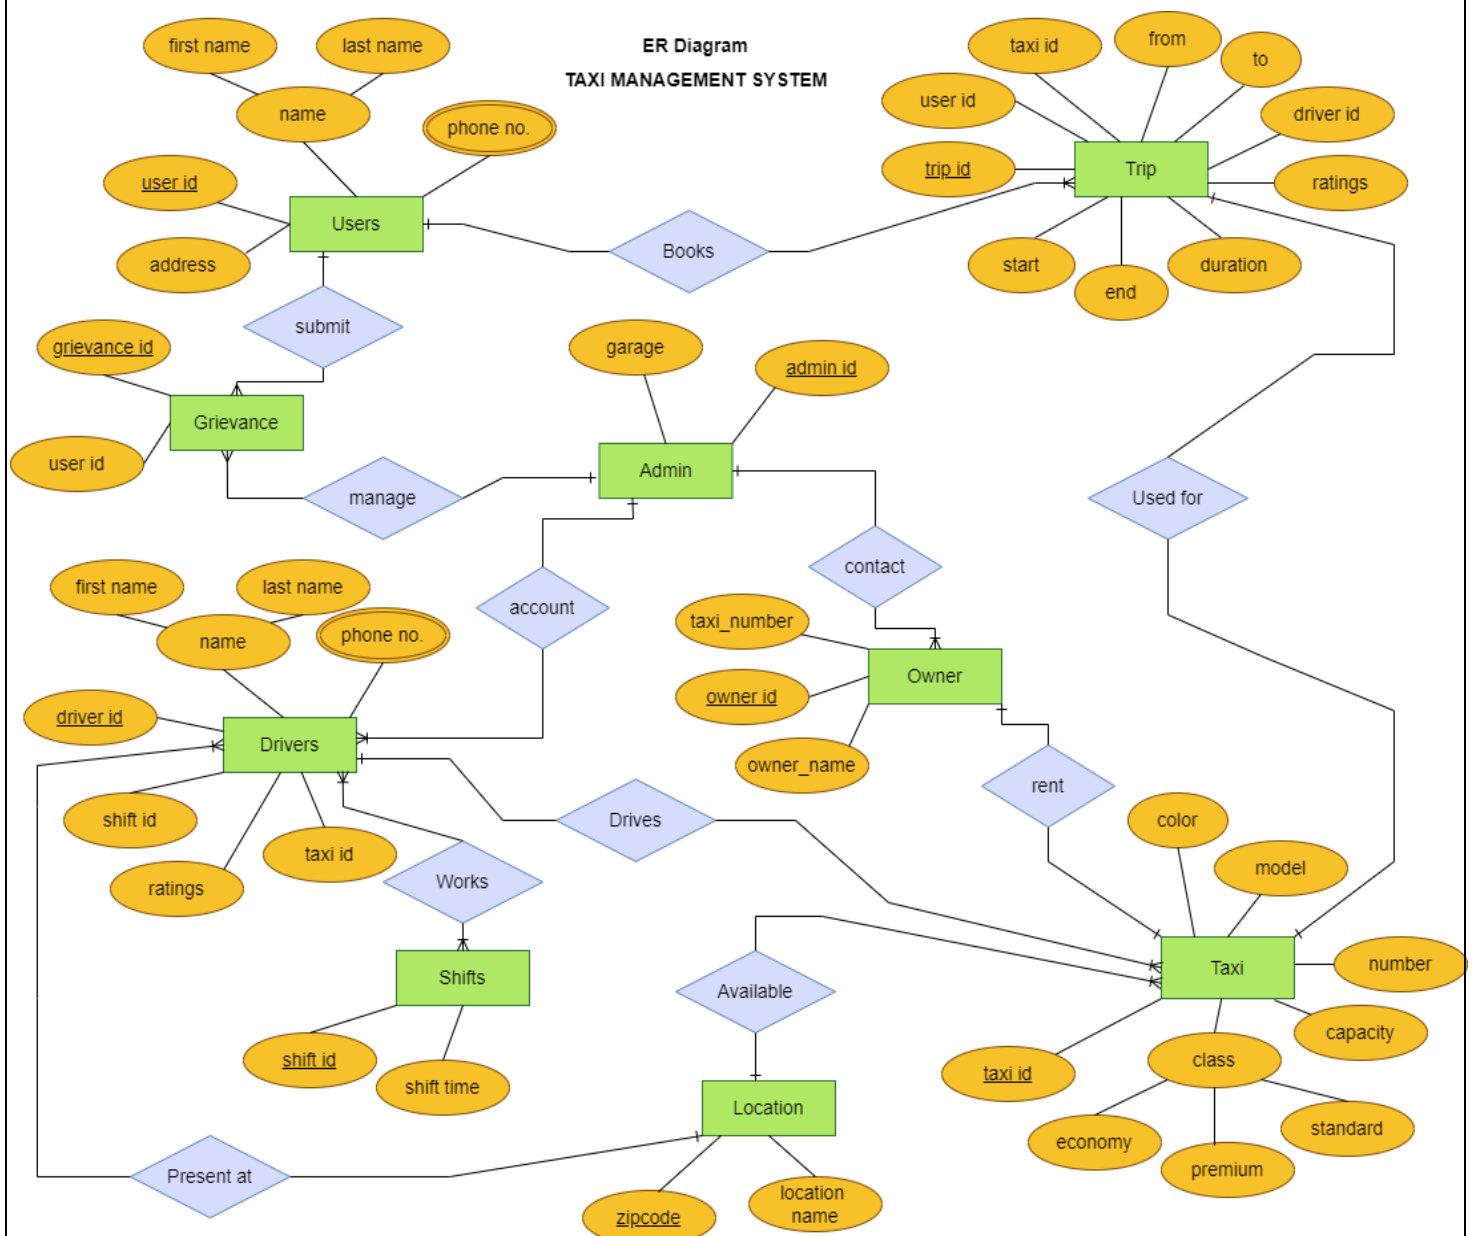 ER Diagram
TAXI MANAGEMENT SYSTEM
first name
last name
name
phone no.
user id
Users
address
submit
Books
taxi id
from
to
user id
driver id
trip id
Trip
ratings
start
end
duration
grievance id
Grievance
user id
manage
garage
admin id
Admin
Used for
contact
account
first name
last name
name
phone no.
driver id
Drivers
shift id
ratings
taxi id
taxi_number
owner id
Owner
owner_name
rent
Drives
Works
Shifts
shift id
shift time
color
model
Taxi
number
capacity
taxi id
class
economy
premium
standard
Available
Location
Present at
zipcode
location
name